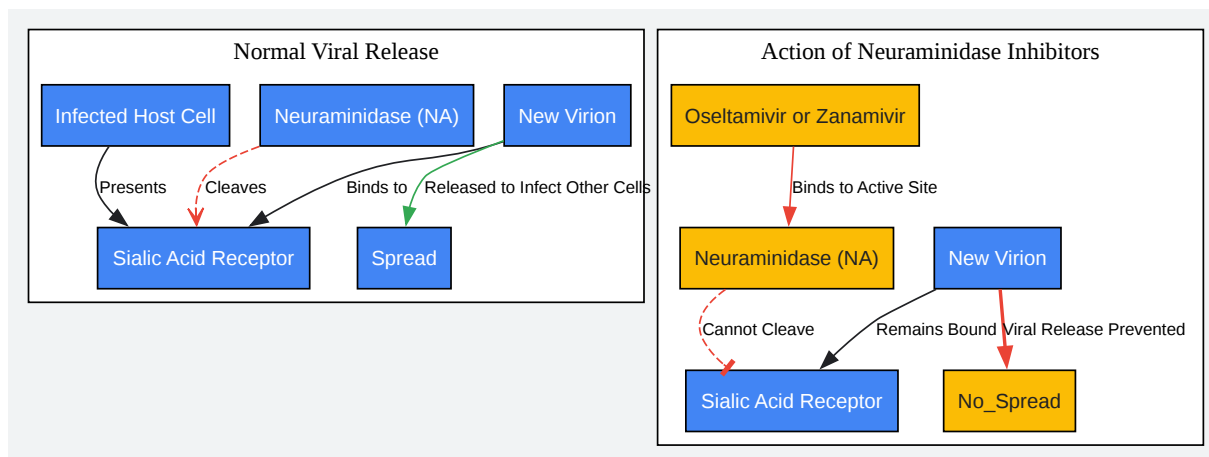 Normal Viral Release
Infected Host Cell
Neuraminidase (NA)
New Virion
Presents
Cleaves
Binds to
Released to Infect Other Cells
Sialic Acid Receptor
Spread
Action of Neuraminidase Inhibitors
Oseltamivir or Zanamivir
Binds to Active Site
Neuraminidase (NA)
New Virion
Cannot Cleave
Remains Bound
Viral Release Prevented
Sialic Acid Receptor
No_Spread